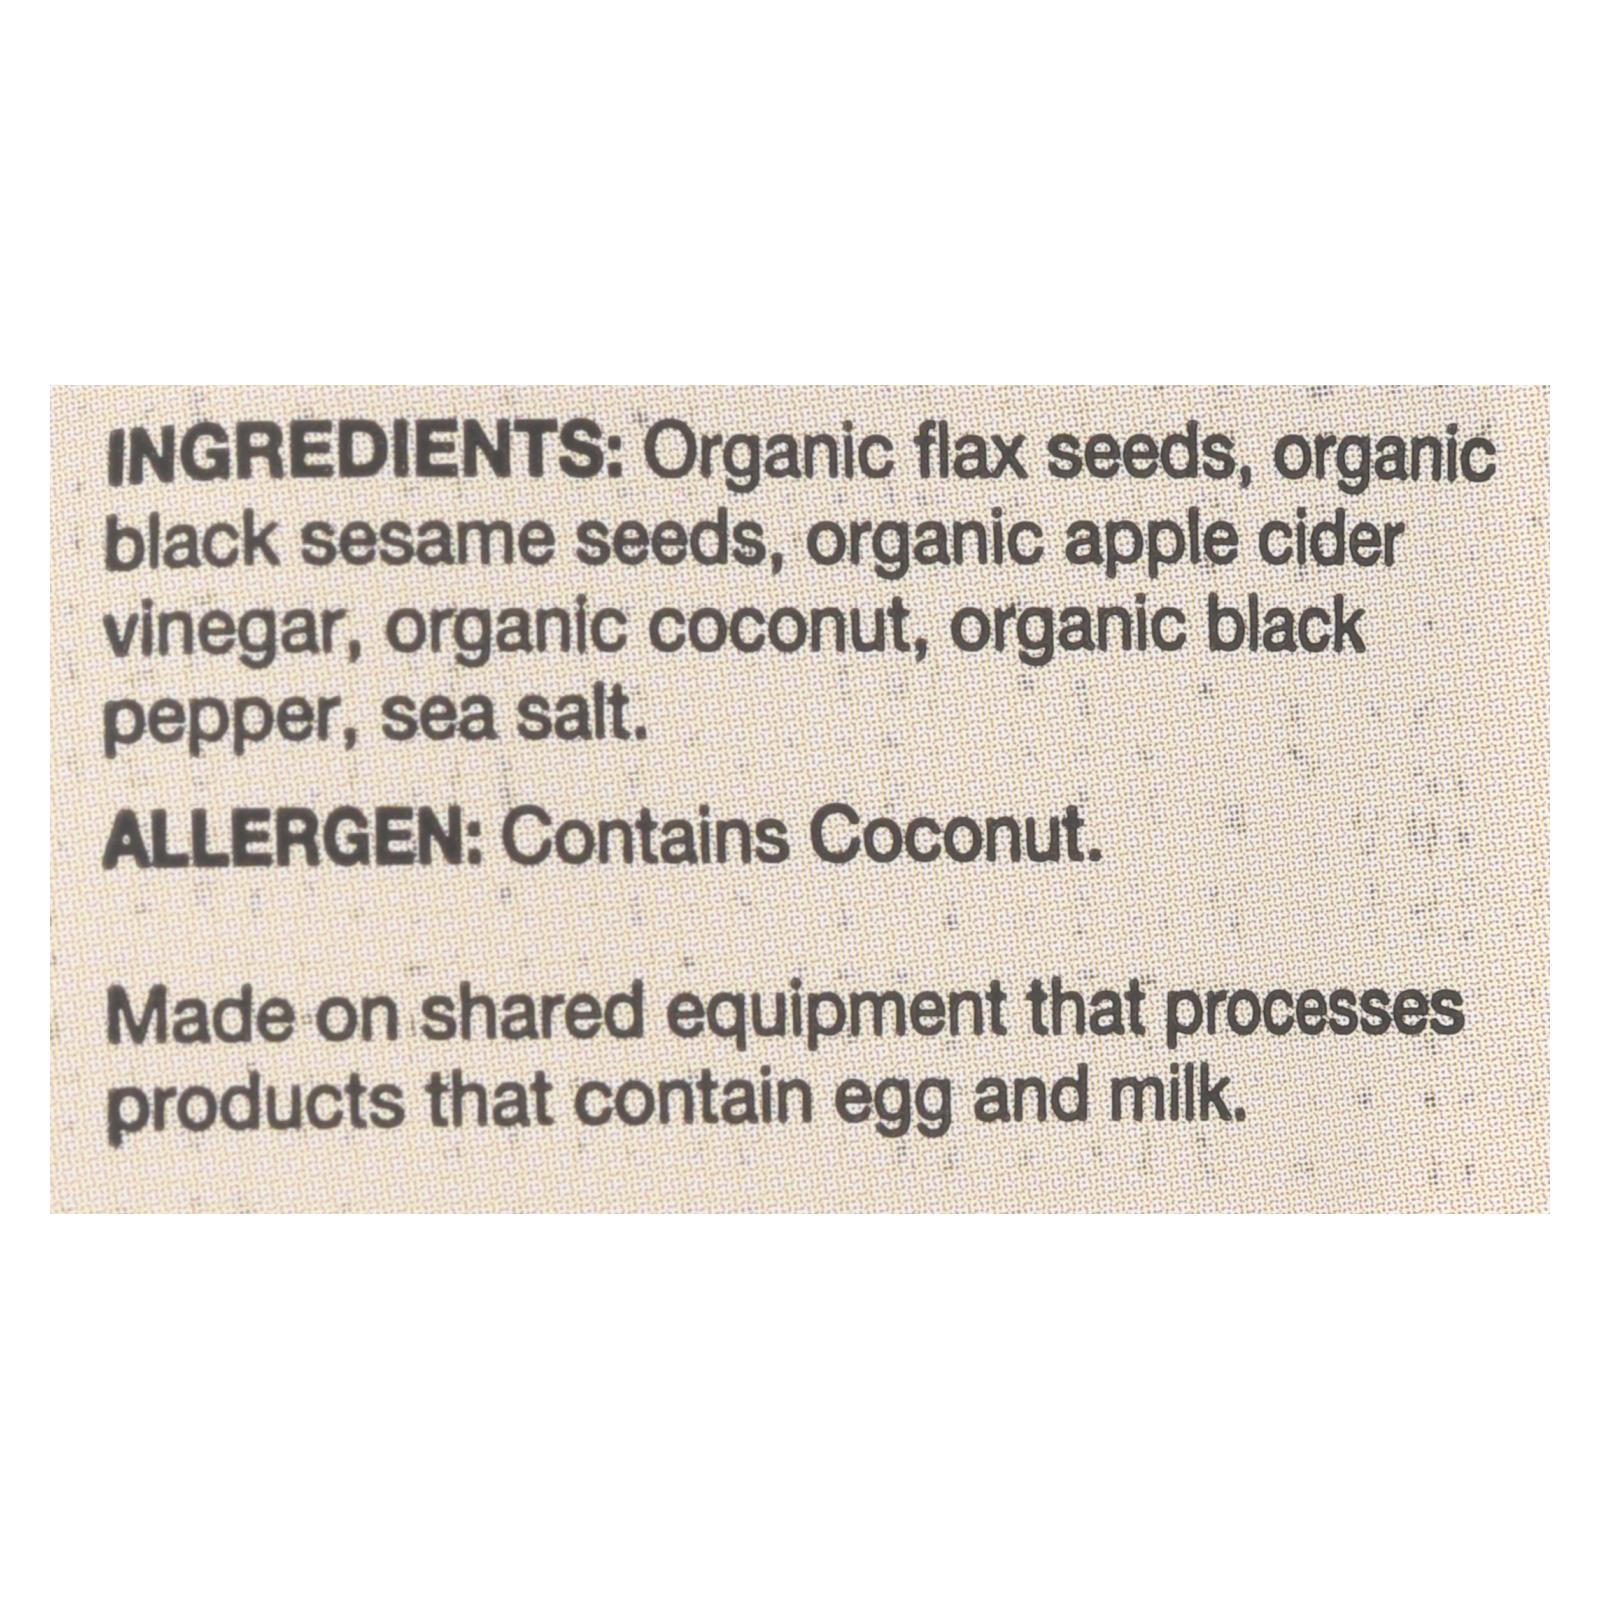 INGREDIENTS: Organic flax seeds, organic
black sesame seeds, organic apple cider
vinegar, organic coconut, organic black
pepper, sea salt.
ALLERGEN: Contains Coconut.
Made on shared equipment that processes
products that contain egg and milk.